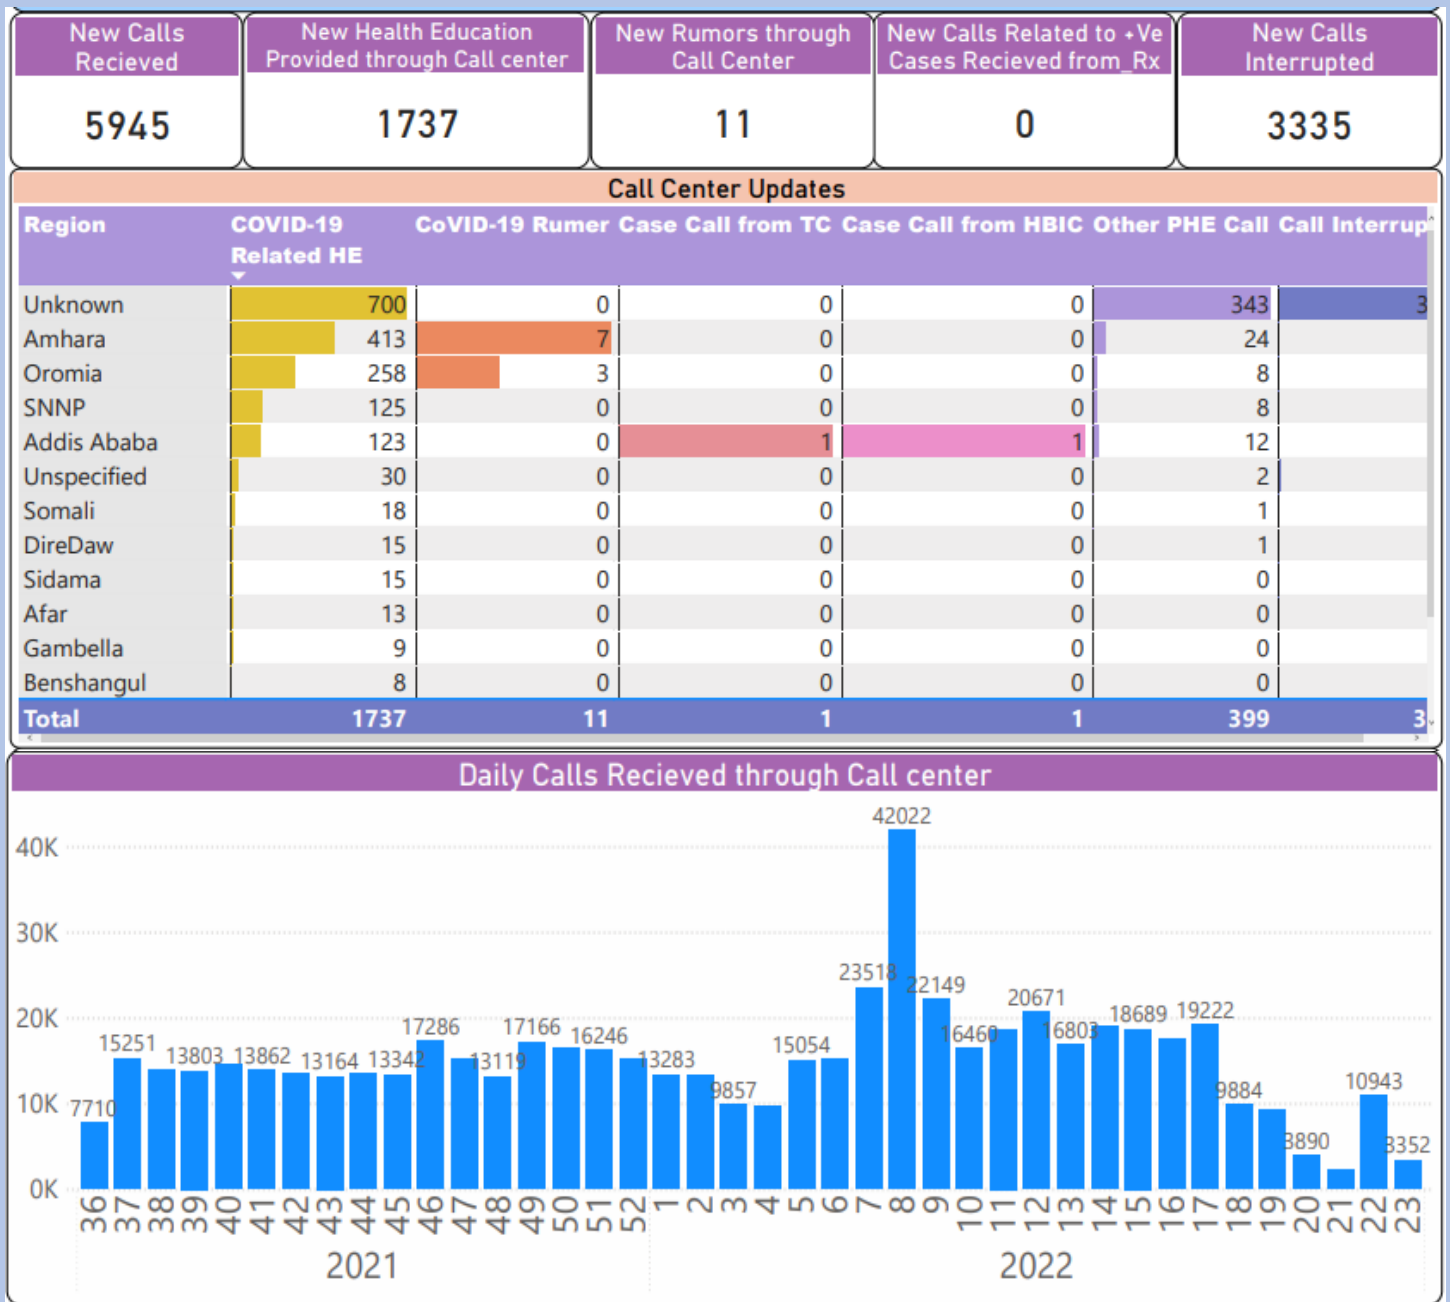 New Calls Recieved
5945
New Health Education Provided through Call center
1737
New Rumors through Call Center
11
New Calls Related to +Ve Cases Recieved from_Rx
0
New Calls Interrupted
3335
Call Center Updates
Region COVID-19 Related HE CoVID-19 Rumer Case Call from TC Case Call from HBIC Other PHE Call Call Interrup
Unknown 700 0 0 0 343 3
Amhara 413 7 0 0 24
Oromia 258 3 0 0 8
SNNP 125 0 0 0 8
Addis Ababa 123 0 1 1 12
Unspecified 30 0 0 0 2
Somali 18 0 0 0 1
DireDaw 15 0 0 0 1
Sidama 15 0 0 0 0
Afar 13 0 0 0 0
Gambella 9 0 0 0 0
Benshangul 8 0 0 0 0
Total 1737 11 1 1 399 3
Daily Calls Recieved through Call center
42022
40K
30K
23518 22149
20K
20671 18689 19222
17286 17166 16246 16460 16803
15251 13803 13862 13164 13342 13119 13283 15054
10K
7710 9857 9884 3890 10943 3352
0K
36 37 38 39 40 41 42 43 44 45 46 47 48 49 50 51 52 1 2 3 4 5 6 7 8 9 10 11 12 13 14 15 16 17 18 19 20 21 22 23
2021 2022